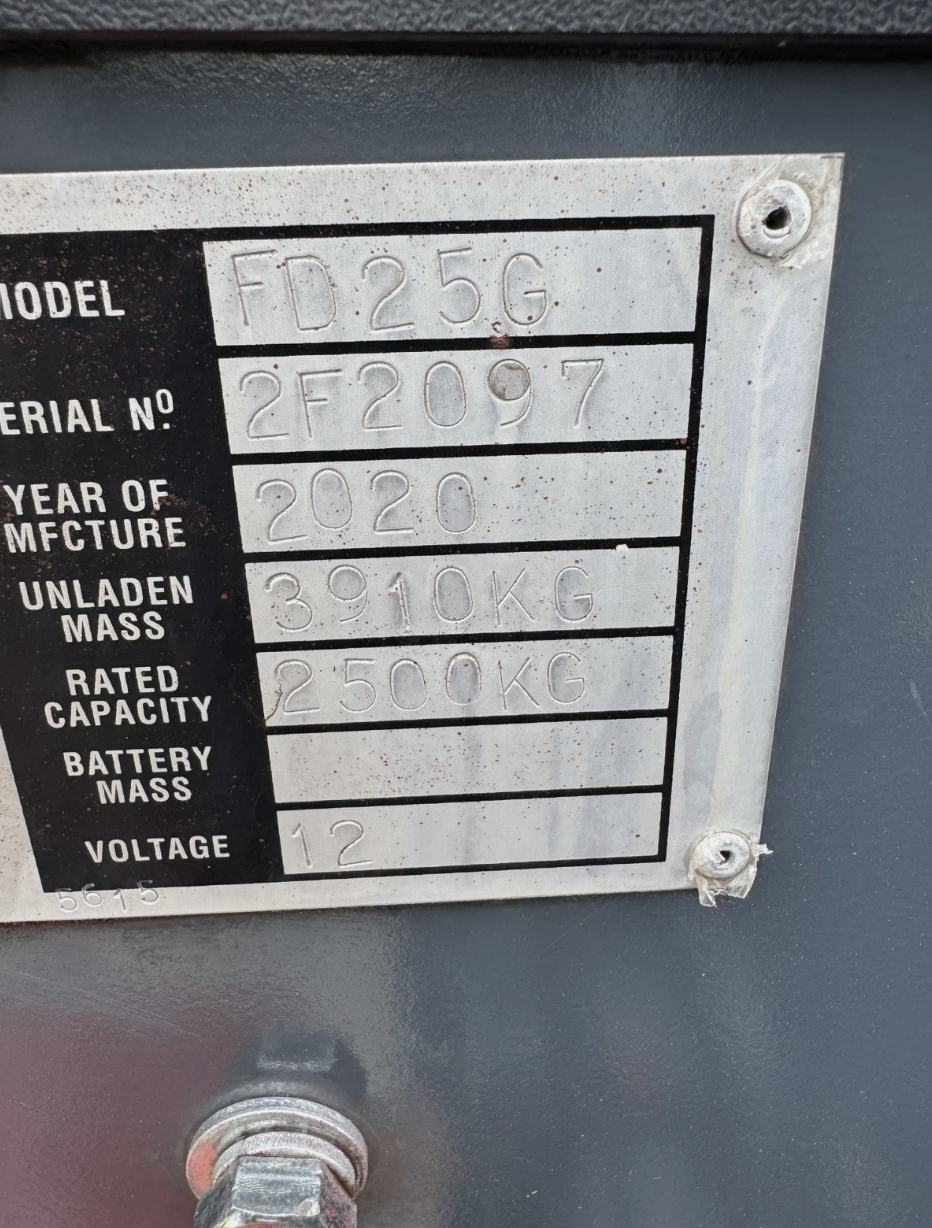 MODEL FD25G
ERIAL Nº. 2F2097
YEAR OF
MFCTURE 2020
UNLADEN
MASS 3910KG
RATED
CAPACITY 2500KG
BATTERY
MASS
VOLTAGE 12
5615